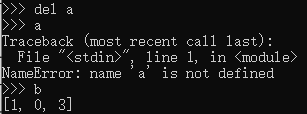 >>> del a
>>> a
Traceback (most recent call last):
  File "<stdin>", line 1, in <module>
NameError: name 'a' is not defined
>>> b
[1, 0, 3]